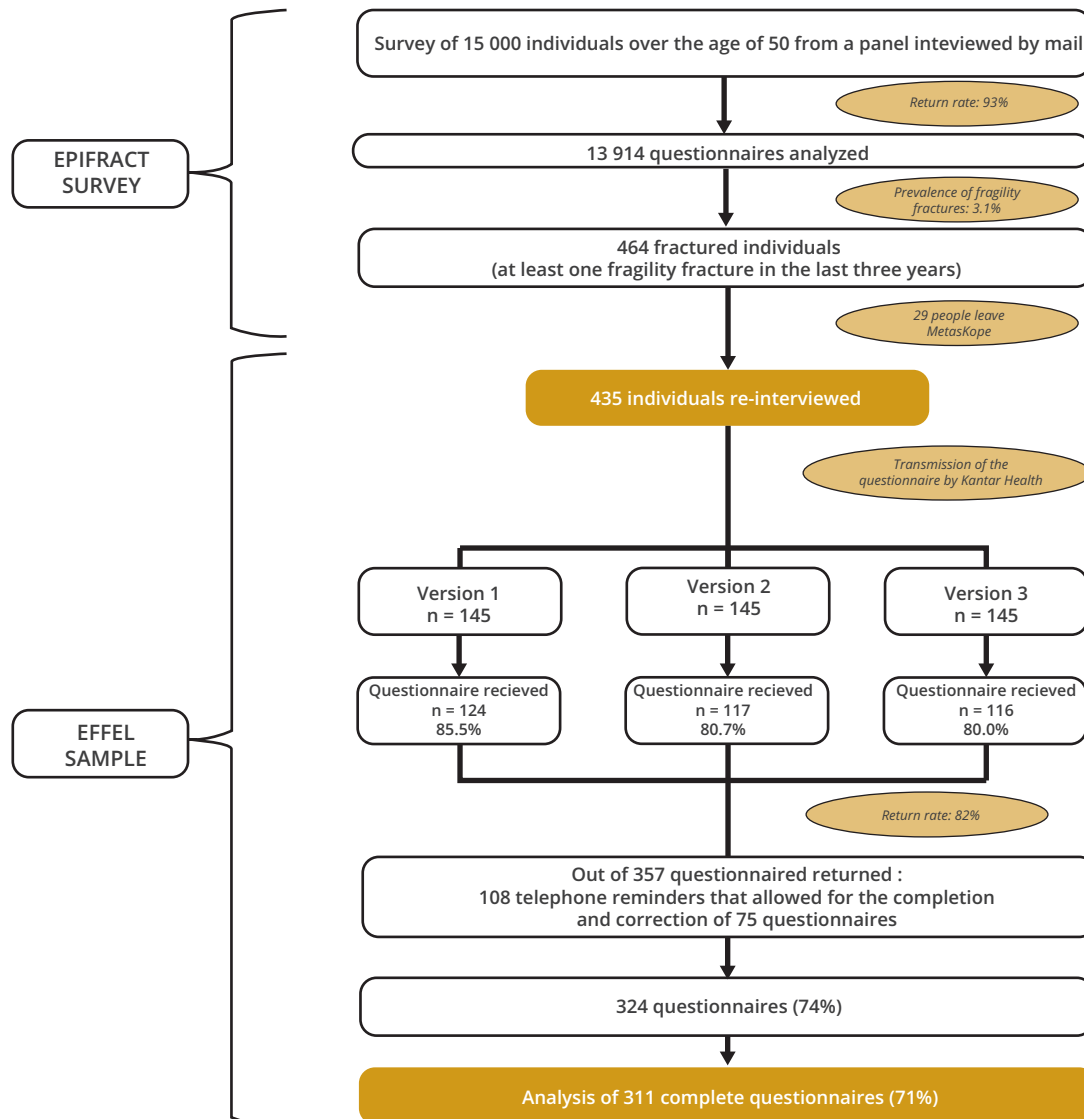 Survey of 15 000 individuals over the age of 50 from a panel inteviewed by mail
Return rate: 93%
EPIFRACT
SURVEY
13 914 questionnaires analyzed
Prevalence of fragility
fractures: 3.1%
464 fractured individuals
(at least one fragility fracture in the last three years)
29 people leave
MetasKope
435 individuals re-interviewed
Transmission of the
questionnaire by Kantar Health
Version 1
n = 145
Version 2
n = 145
Version 3
n = 145
Questionnaire recieved
n = 124
85.5%
Questionnaire recieved
n = 117
80.7%
Questionnaire recieved
n = 116
80.0%
EFFEL
SAMPLE
Return rate: 82%
Out of 357 questionnaired returned :
108 telephone reminders that allowed for the completion
and correction of 75 questionnaires
324 questionnaires (74%)
Analysis of 311 complete questionnaires (71%)